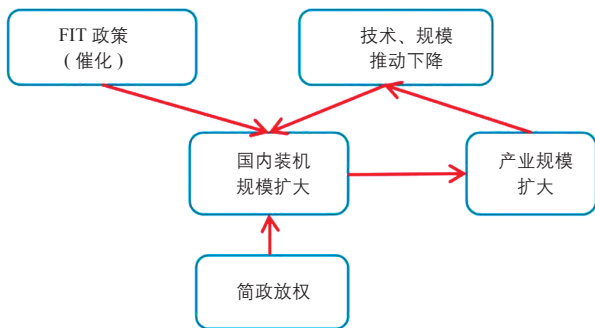 FIT 政策
( 催化 )
技术、规模
推动下降
国内装机
规模扩大
产业规模
扩大
简政放权